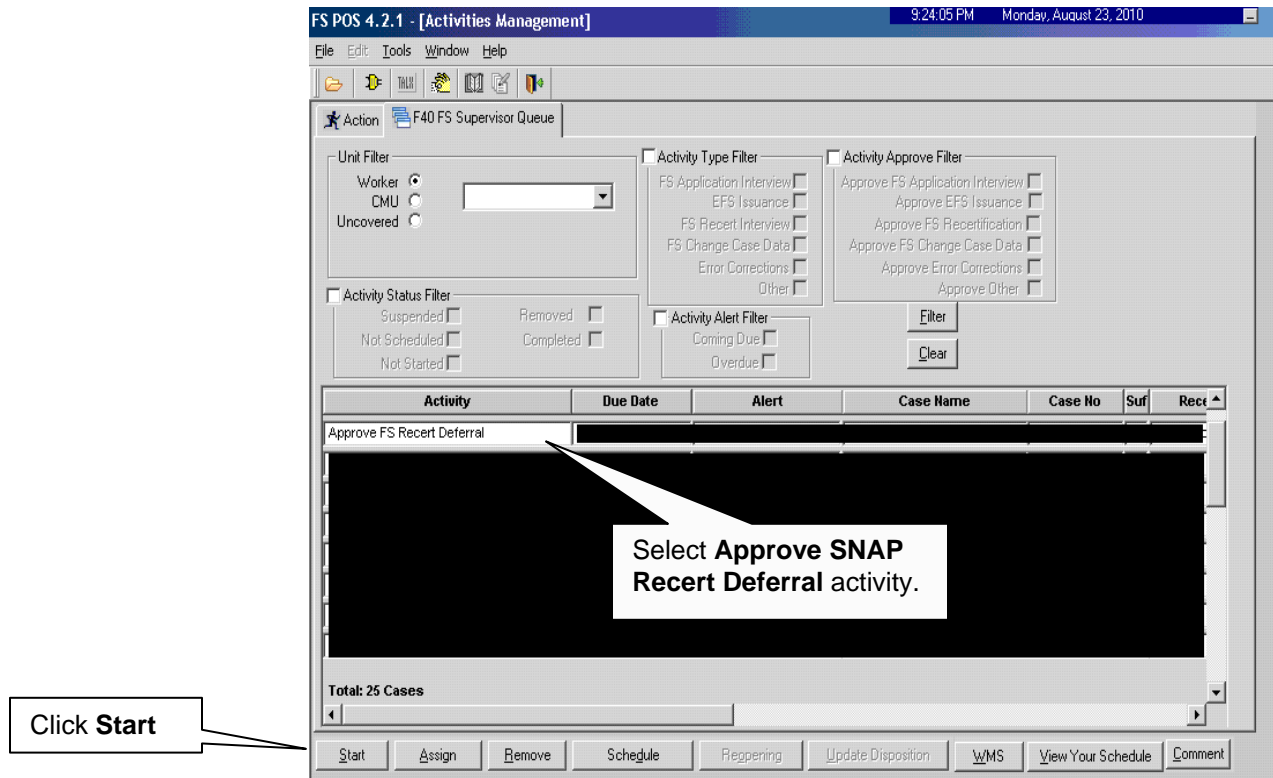 FS POS 4.2.1 - [Activities Management] 9:24:05 PM Monday, August 23, 2010
File Edit Tools Window Help
TALX
Action F40 FS Supervisor Queue
Unit Filter
Worker
CMU
Uncovered
Activity Type Filter
FS Application Interview
EFS Issuance
FS Recert Interview
FS Change Case Data
Error Corrections
Other
Activity Approve Filter
Approve FS Application Interview
Approve EFS Issuance
Approve FS Recertification
Approve FS Change Case Data
Approve Error Corrections
Approve Other
Activity Status Filter
Suspended Removed
Not Scheduled Completed
Not Started
Activity Alert Filter
Coming Due
Overdue
Filter
Clear
Activity Due Date Alert Case Name Case No Suf Rece
Approve FS Recert Deferral
Select Approve SNAP
Recert Deferral activity.
Total: 25 Cases
Click Start
Start Assign Remove Schedule Reopening Update Disposition WMS View Your Schedule Comment